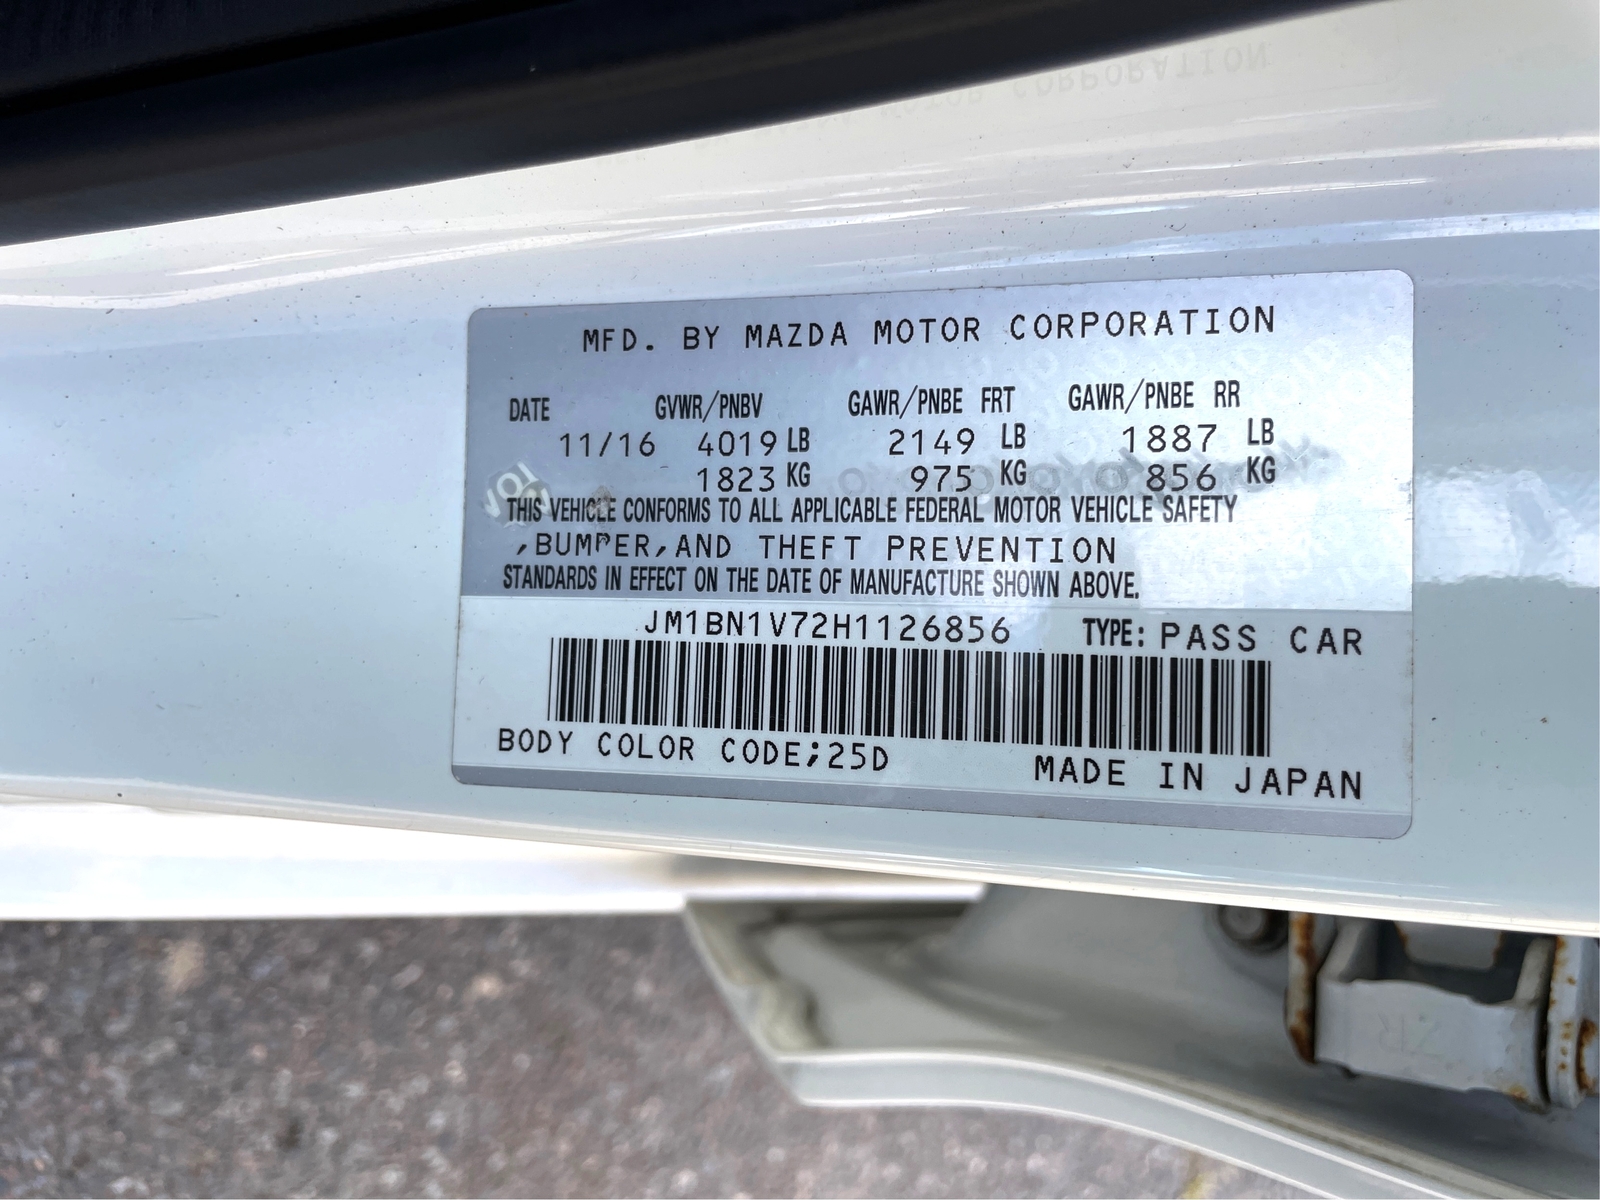 MFD. BY MAZDA MOTOR CORPORATION
DATE GVWR/PNBV GAWR/PNBE FRT GAWR/PNBE RR
11/16 4019 LB 2149 LB 1887 LB
1823 KG 975 KG 856 KG
THIS VEHICLE CONFORMS TO ALL APPLICABLE FEDERAL MOTOR VEHICLE SAFETY
,BUMPER,AND THEFT PREVENTION
STANDARDS IN EFFECT ON THE DATE OF MANUFACTURE SHOWN ABOVE.
JM1BN1V72H1126856 TYPE: PASS CAR
BODY COLOR CODE;25D MADE IN JAPAN